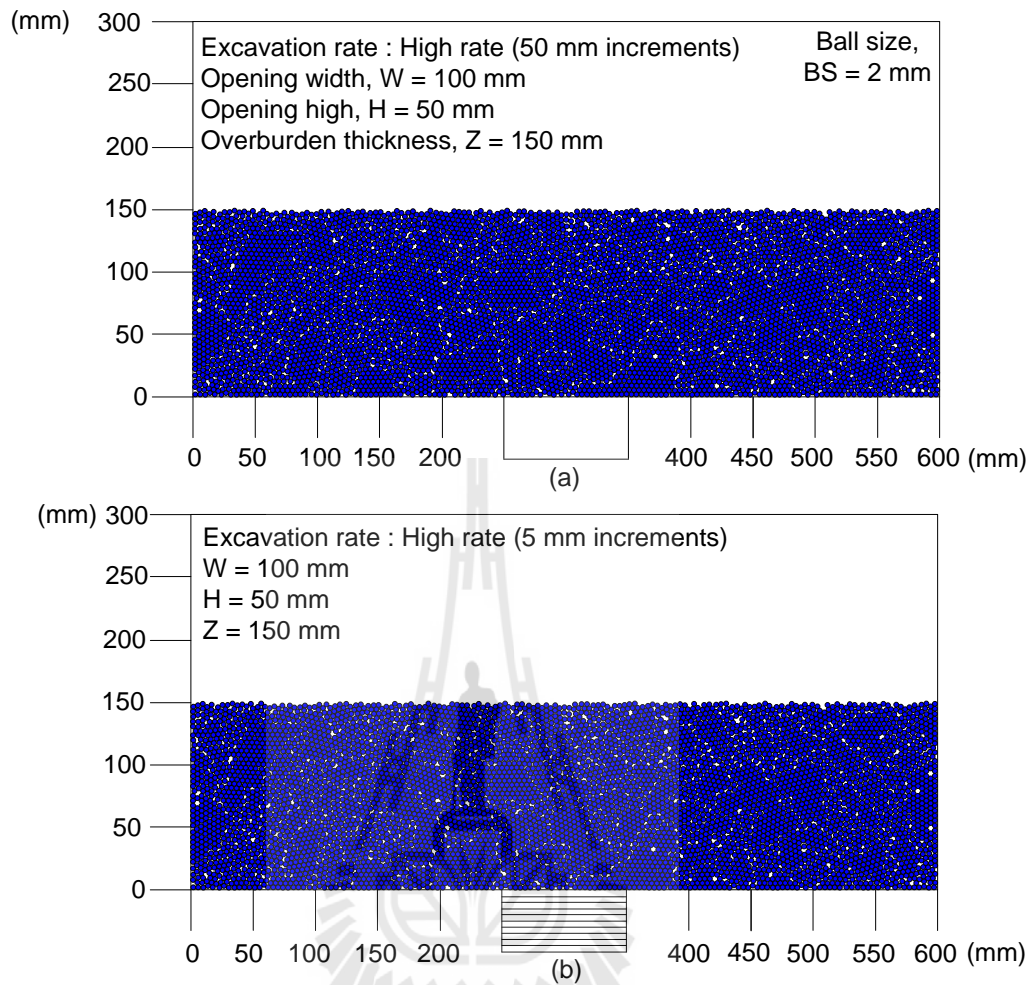 (mm) 300
Excavation rate : High rate (50 mm increments)
Opening width, W = 100 mm
Opening high, H = 50 mm
Overburden thickness, Z = 150 mm
Ball size,
BS = 2 mm
250
200
150
100
50
0
0 50 100 150 200 400 450 500 550 600 (mm)
(a)
(mm) 300
Excavation rate : High rate (5 mm increments)
W = 100 mm
H = 50 mm
Z = 150 mm
250
200
150
100
50
0
0 50 100 150 200 400 450 500 550 600 (mm)
(b)